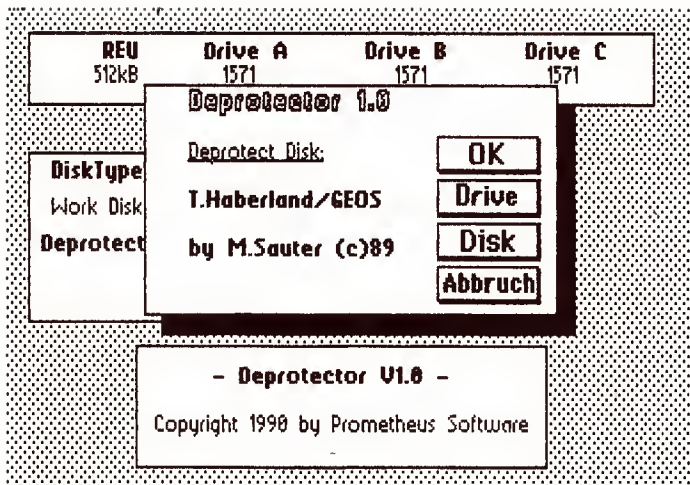 REU Drive A Drive B Drive C
512kB 1571 1571 1571
Deprotector 1.0
Deprotect Disk:
OK
DiskType
T.Haberland/GEOS
Drive
Work Disk
Deprotect
by M.Sauter (c)89
Disk
Abbruch
- Deprotector V1.0 -
Copyright 1990 by Prometheus Software